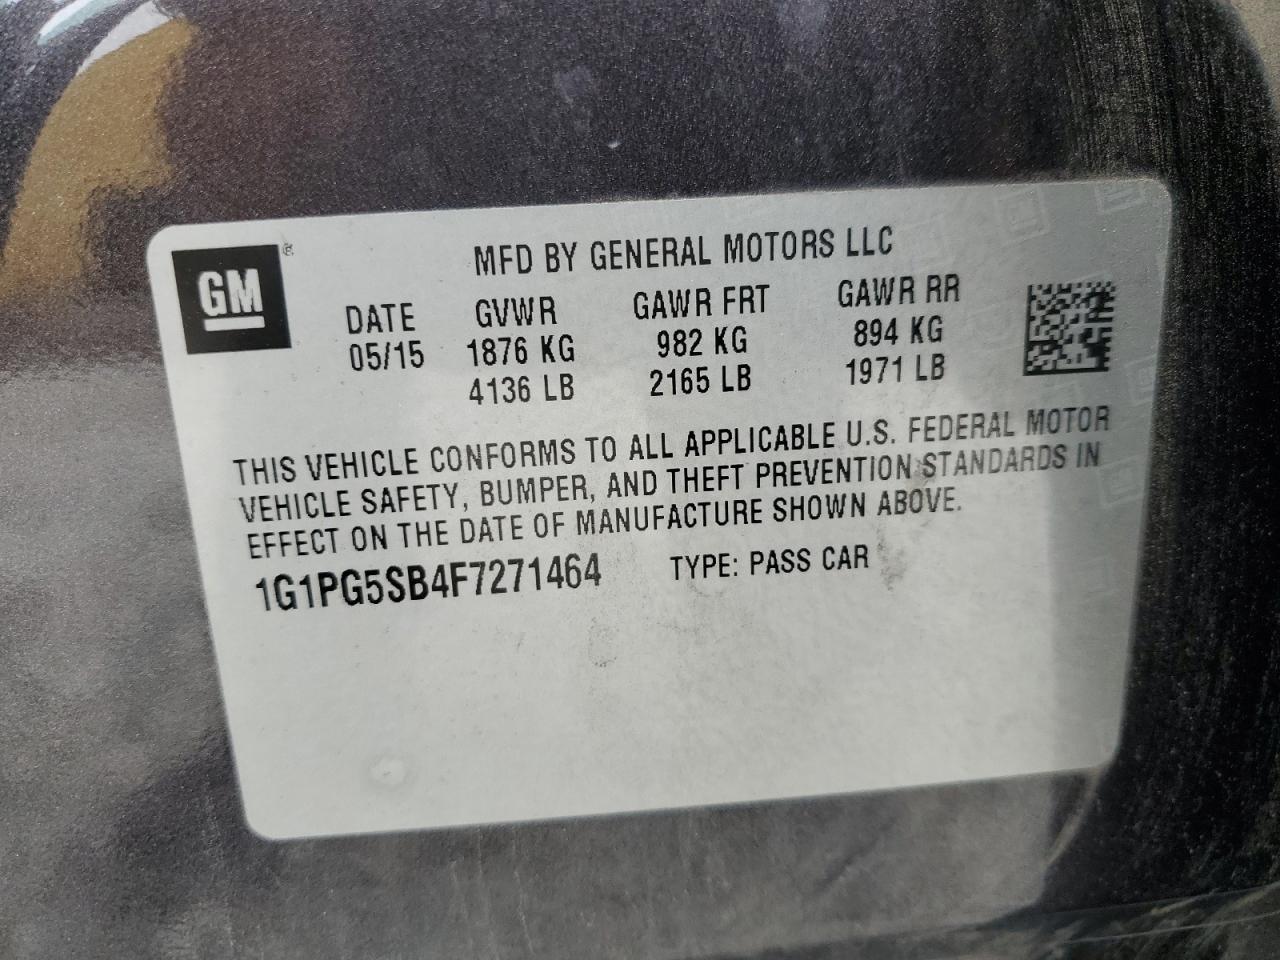 GM ®
MFD BY GENERAL MOTORS LLC
DATE GVWR GAWR FRT GAWR RR
05/15 1876 KG 982 KG 894 KG
4136 LB 2165 LB 1971 LB
THIS VEHICLE CONFORMS TO ALL APPLICABLE U.S. FEDERAL MOTOR
VEHICLE SAFETY, BUMPER, AND THEFT PREVENTION STANDARDS IN
EFFECT ON THE DATE OF MANUFACTURE SHOWN ABOVE.
1G1PG5SB4F7271464 TYPE: PASS CAR